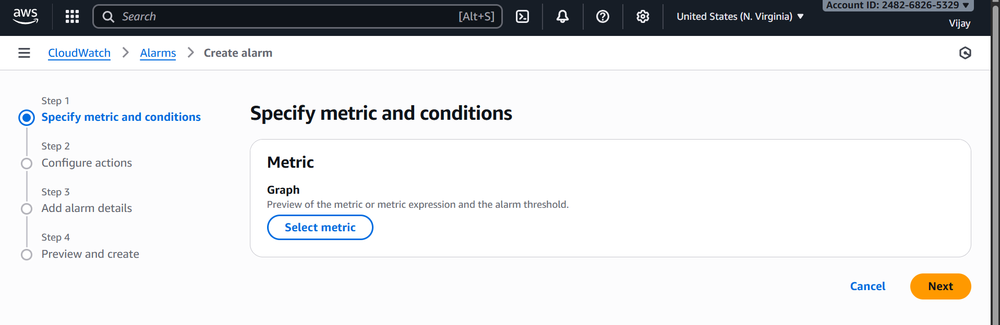 aws
Search [Alt+S]
United States (N. Virginia)
Account ID: 2482-6826-5329
Vijay
CloudWatch > Alarms > Create alarm
Step 1
Specify metric and conditions
Step 2
Configure actions
Step 3
Add alarm details
Step 4
Preview and create
Specify metric and conditions
Metric
Graph
Preview of the metric or metric expression and the alarm threshold.
Select metric
Cancel
Next